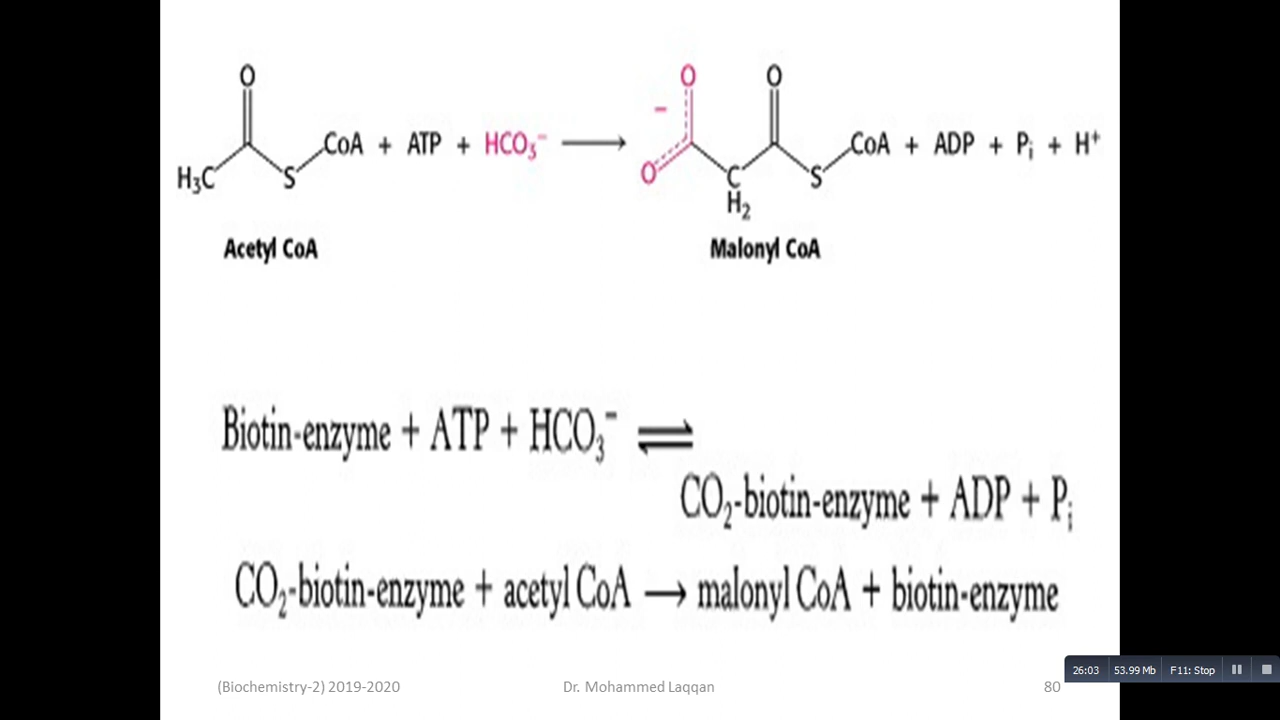 O O O
H₃C S CoA + ATP + HCO₃⁻ ⟶ − O C H₂ S CoA + ADP + Pᵢ + H⁺
Acetyl CoA Malonyl CoA
Biotin-enzyme + ATP + HCO₃⁻ ⇌
CO₂-biotin-enzyme + ADP + Pᵢ
CO₂-biotin-enzyme + acetyl CoA → malonyl CoA + biotin-enzyme
(Biochemistry-2) 2019-2020 Dr. Mohammed Laqqan 80
26:03 53.99 Mb F11: Stop